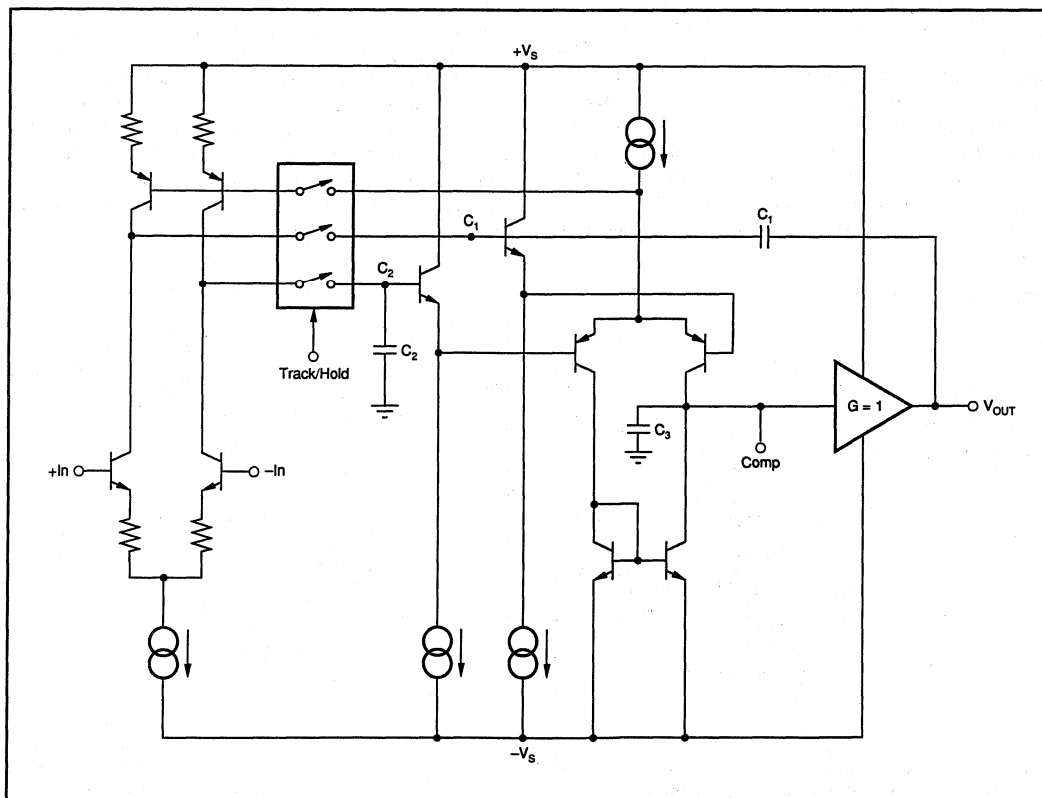 +VS
C1
C1
C2
C2
Track/Hold
G = 1
VOUT
C3
Comp
+In
–In
–VS